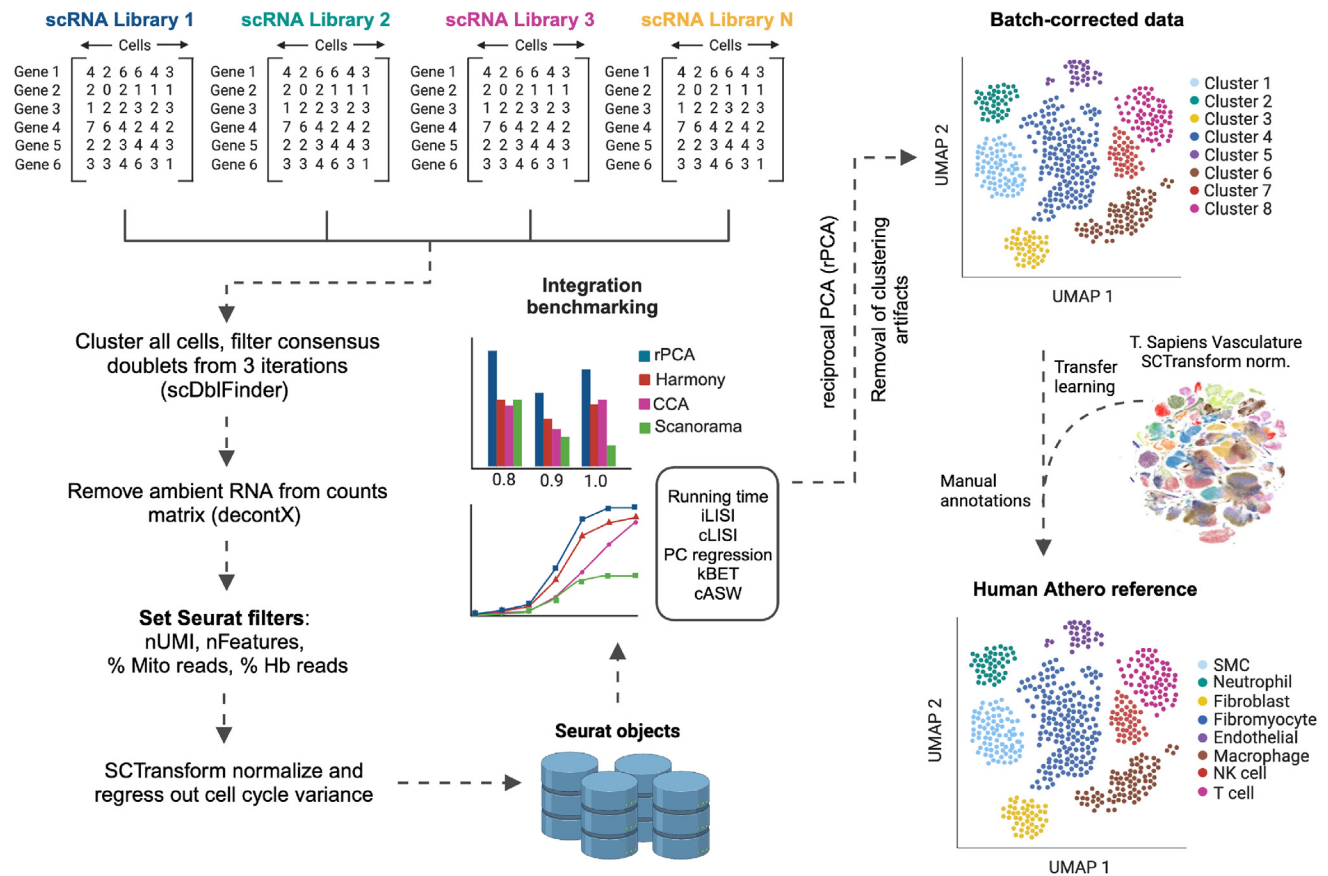 scRNA Library 1
Cells
Gene 1 4 2 6 6 4 3
Gene 2 2 0 2 1 1 1
Gene 3 1 2 2 3 2 3
Gene 4 7 6 4 2 4 2
Gene 5 2 2 3 4 4 3
Gene 6 3 3 4 6 3 1
scRNA Library 2
Cells
Gene 1 4 2 6 6 4 3
Gene 2 2 0 2 1 1 1
Gene 3 1 2 2 3 2 3
Gene 4 7 6 4 2 4 2
Gene 5 2 2 3 4 4 3
Gene 6 3 3 4 6 3 1
scRNA Library 3
Cells
Gene 1 4 2 6 6 4 3
Gene 2 2 0 2 1 1 1
Gene 3 1 2 2 3 2 3
Gene 4 7 6 4 2 4 2
Gene 5 2 2 3 4 4 3
Gene 6 3 3 4 6 3 1
scRNA Library N
Cells
Gene 1 4 2 6 6 4 3
Gene 2 2 0 2 1 1 1
Gene 3 1 2 2 3 2 3
Gene 4 7 6 4 2 4 2
Gene 5 2 2 3 4 4 3
Gene 6 3 3 4 6 3 1
Cluster all cells, filter consensus
doublets from 3 iterations
(scDblFinder)
Remove ambient RNA from counts
matrix (decontX)
Set Seurat filters:
nUMI, nFeatures,
% Mito reads, % Hb reads
SCTransform normalize and
regress out cell cycle variance
Seurat objects
Integration
benchmarking
rPCA
Harmony
CCA
Scanorama
0.8 0.9 1.0
Running time
iLISI
cLISI
PC regression
kBET
cASW
reciprocal PCA (rPCA)
Removal of clustering
artifacts
Batch-corrected data
UMAP 2
UMAP 1
Cluster 1
Cluster 2
Cluster 3
Cluster 4
Cluster 5
Cluster 6
Cluster 7
Cluster 8
Transfer
learning
T. Sapiens Vasculature
SCTransform norm.
Manual
annotations
Human Athero reference
UMAP 2
UMAP 1
SMC
Neutrophil
Fibroblast
Fibromyocyte
Endothelial
Macrophage
NK cell
T cell